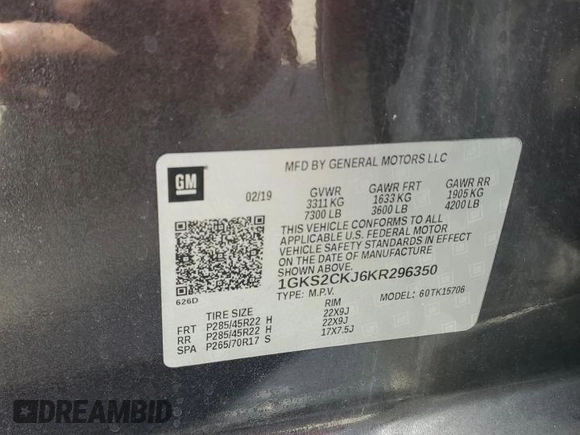 MFD BY GENERAL MOTORS LLC
GM
02/19
GVWR GAWR FRT GAWR RR
3311 KG 1633 KG 1905 KG
7300 LB 3600 LB 4200 LB
THIS VEHICLE CONFORMS TO ALL
APPLICABLE U.S. FEDERAL MOTOR
VEHICLE SAFETY STANDARDS IN EFFECT
ON THE DATE OF MANUFACTURE SHOWN ABOVE.
1GKS2CKJ6KR296350
626D
TYPE: M.P.V. MODEL: 60TK15706
TIRE SIZE RIM
FRT P285/45R22 H 22X9J
RR P285/45R22 H 22X9J
SPA P265/70R17 S 17X7.5J
DREAMBID